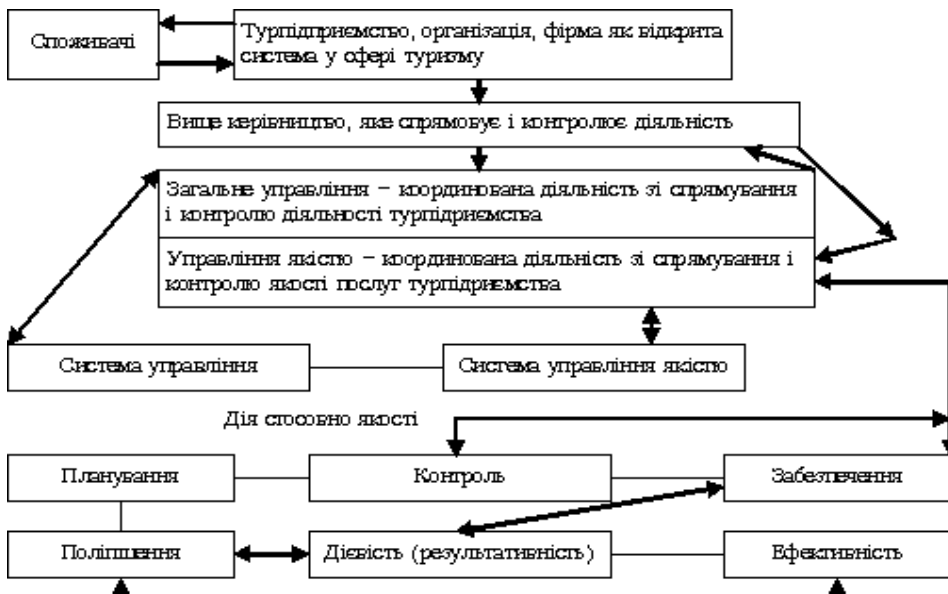 Споживачі
Турпідприємство, організація, фірма як відкрита
система у сфері туризму
Вище керівництво, яке спрямовує і контролює діяльність
Загальне управління – координована діяльність зі спрямування
і контролю діяльності турпідприємства
Управління якістю – координована діяльність зі спрямування і
контролю якості послуг турпідприємства
Система управління
Система управління якістю
Дія стосовно якості
Планування
Контроль
Забезпечення
Поліпшення
Дієвість (результативність)
Ефективність